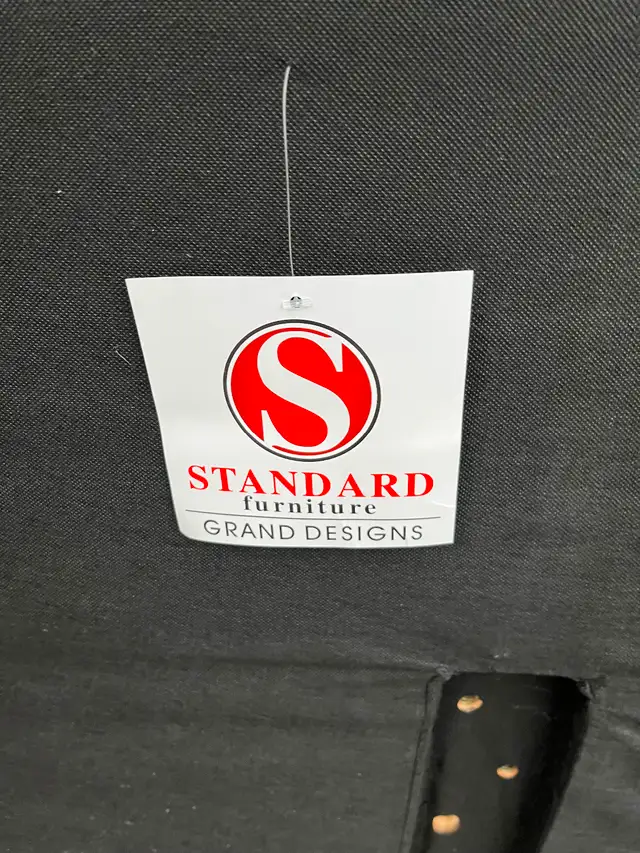 S
STANDARD
furniture
GRAND DESIGNS